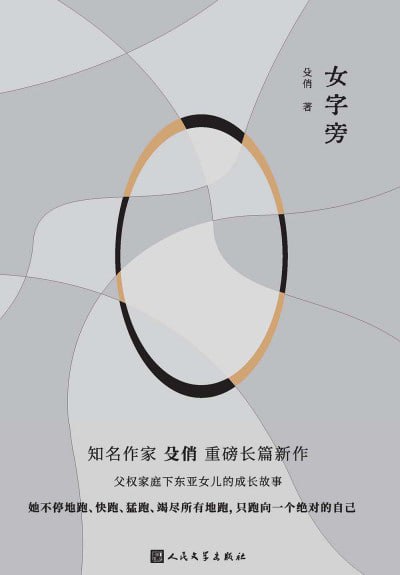 女字旁
殳俏 著
知名作家 殳俏 重磅长篇新作
父权家庭下东亚女儿的成长故事
她不停地跑、快跑、猛跑、竭尽所有地跑，只跑向一个绝对的自己
人民文学出版社